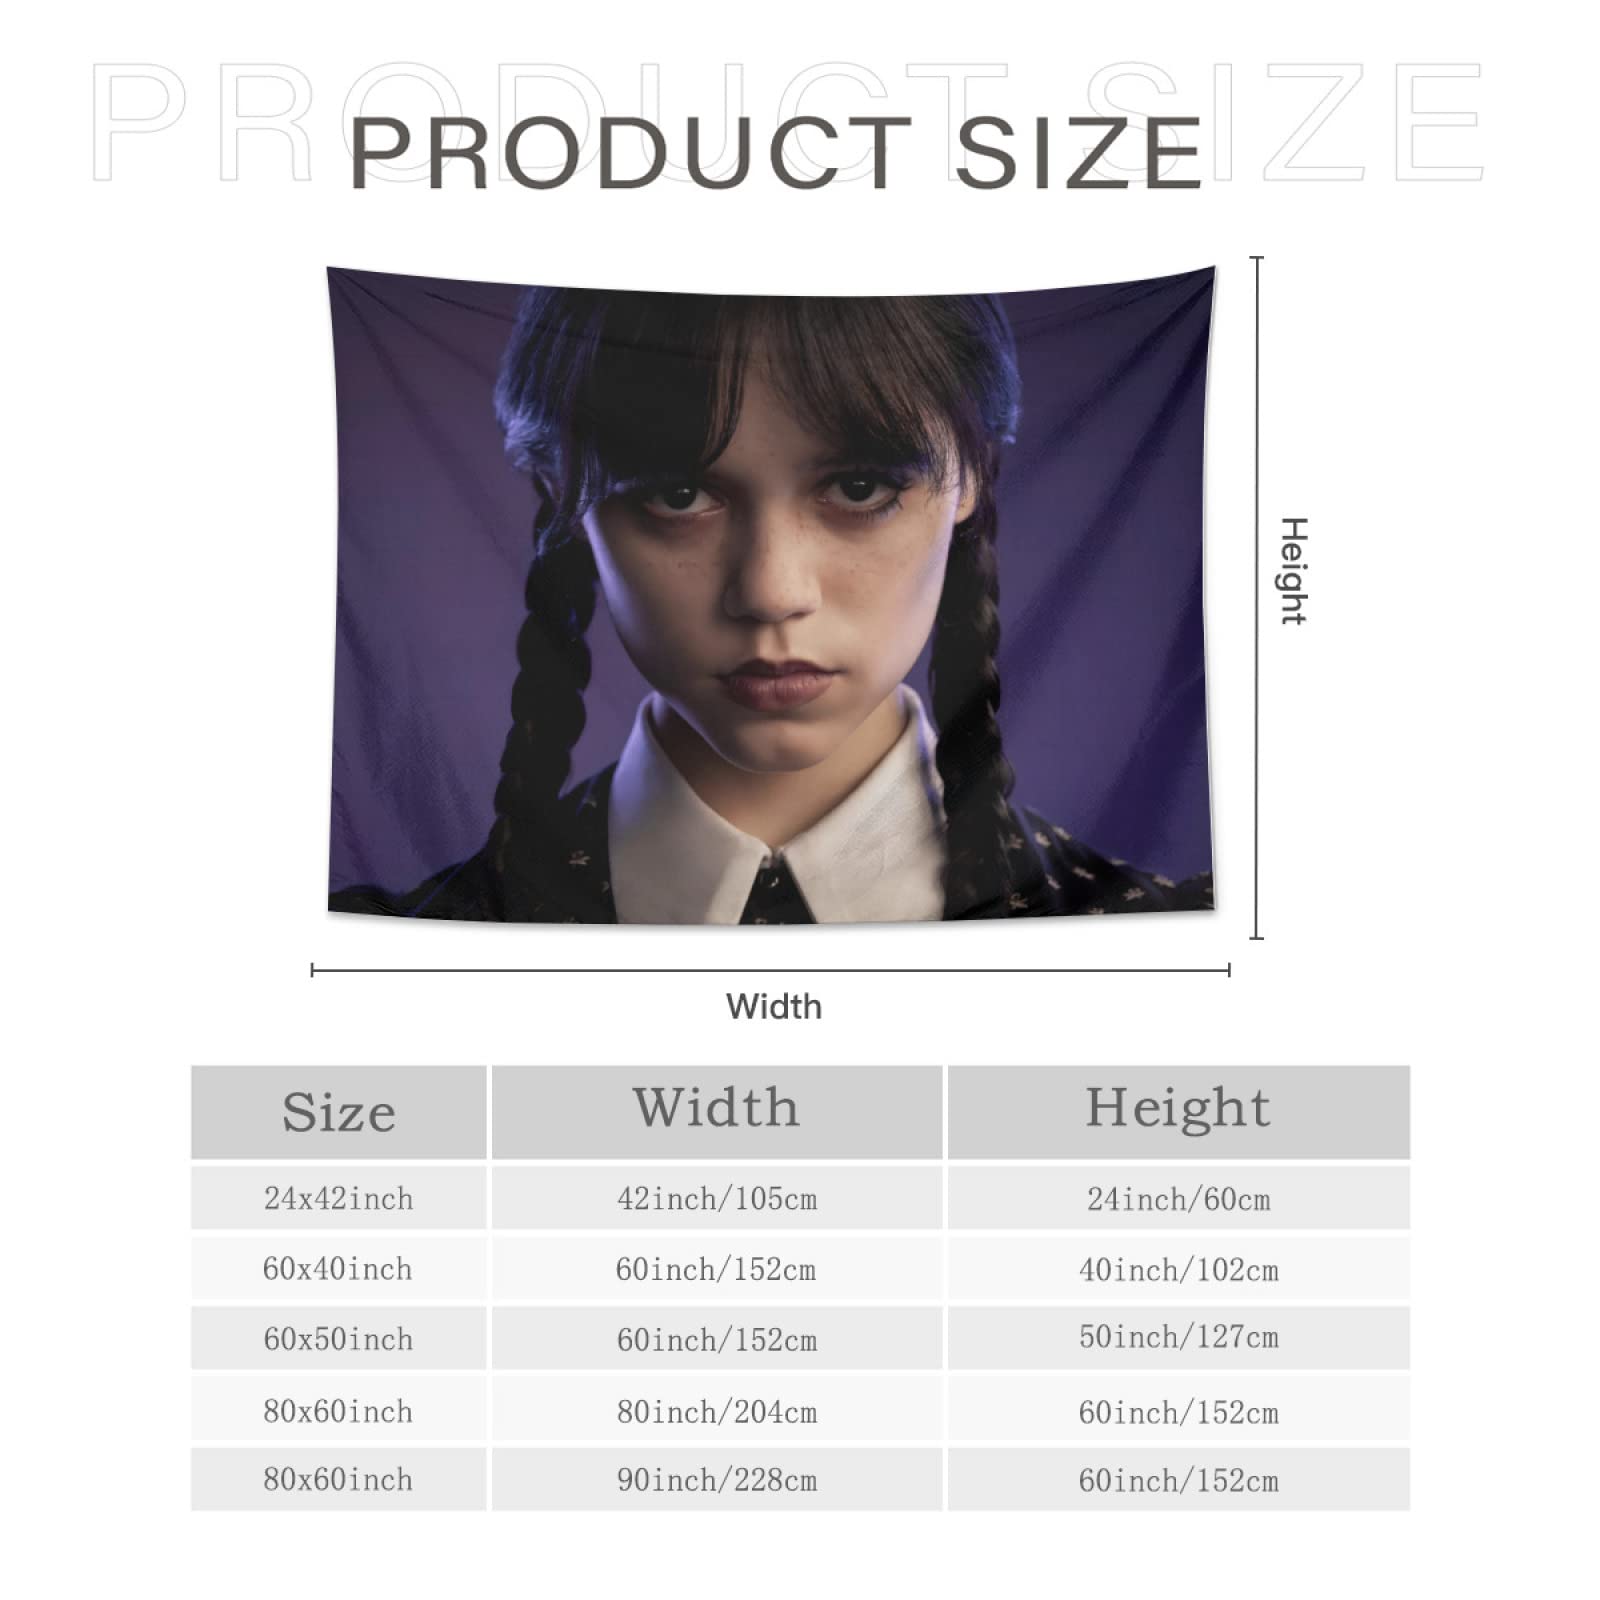 PRODUCT SIZE
PRODUCT SIZE
Height
Width
Size Width Height
24x42inch 42inch/105cm 24inch/60cm
60x40inch 60inch/152cm 40inch/102cm
60x50inch 60inch/152cm 50inch/127cm
80x60inch 80inch/204cm 60inch/152cm
80x60inch 90inch/228cm 60inch/152cm